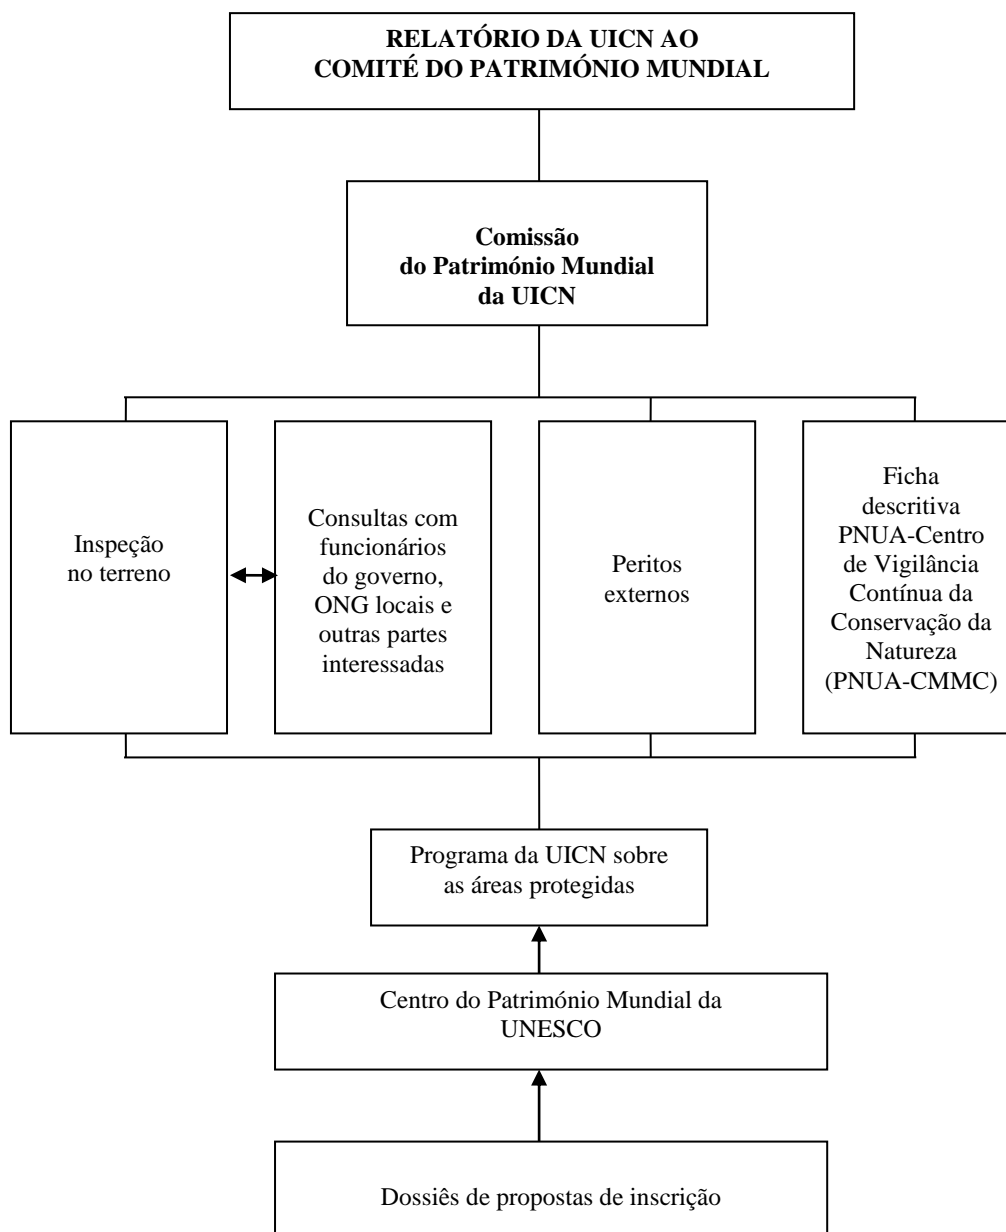 RELATÓRIO DA UICN AO
COMITÉ DO PATRIMÓNIO MUNDIAL
Comissão
do Património Mundial
da UICN
Inspeção
no terreno
Consultas com
funcionários
do governo,
ONG locais e
outras partes
interessadas
Peritos
externos
Ficha
descritiva
PNUA-Centro
de Vigilância
Contínua da
Conservação da
Natureza
(PNUA-CMMC)
Programa da UICN sobre
as áreas protegidas
Centro do Património Mundial da
UNESCO
Dossiês de propostas de inscrição